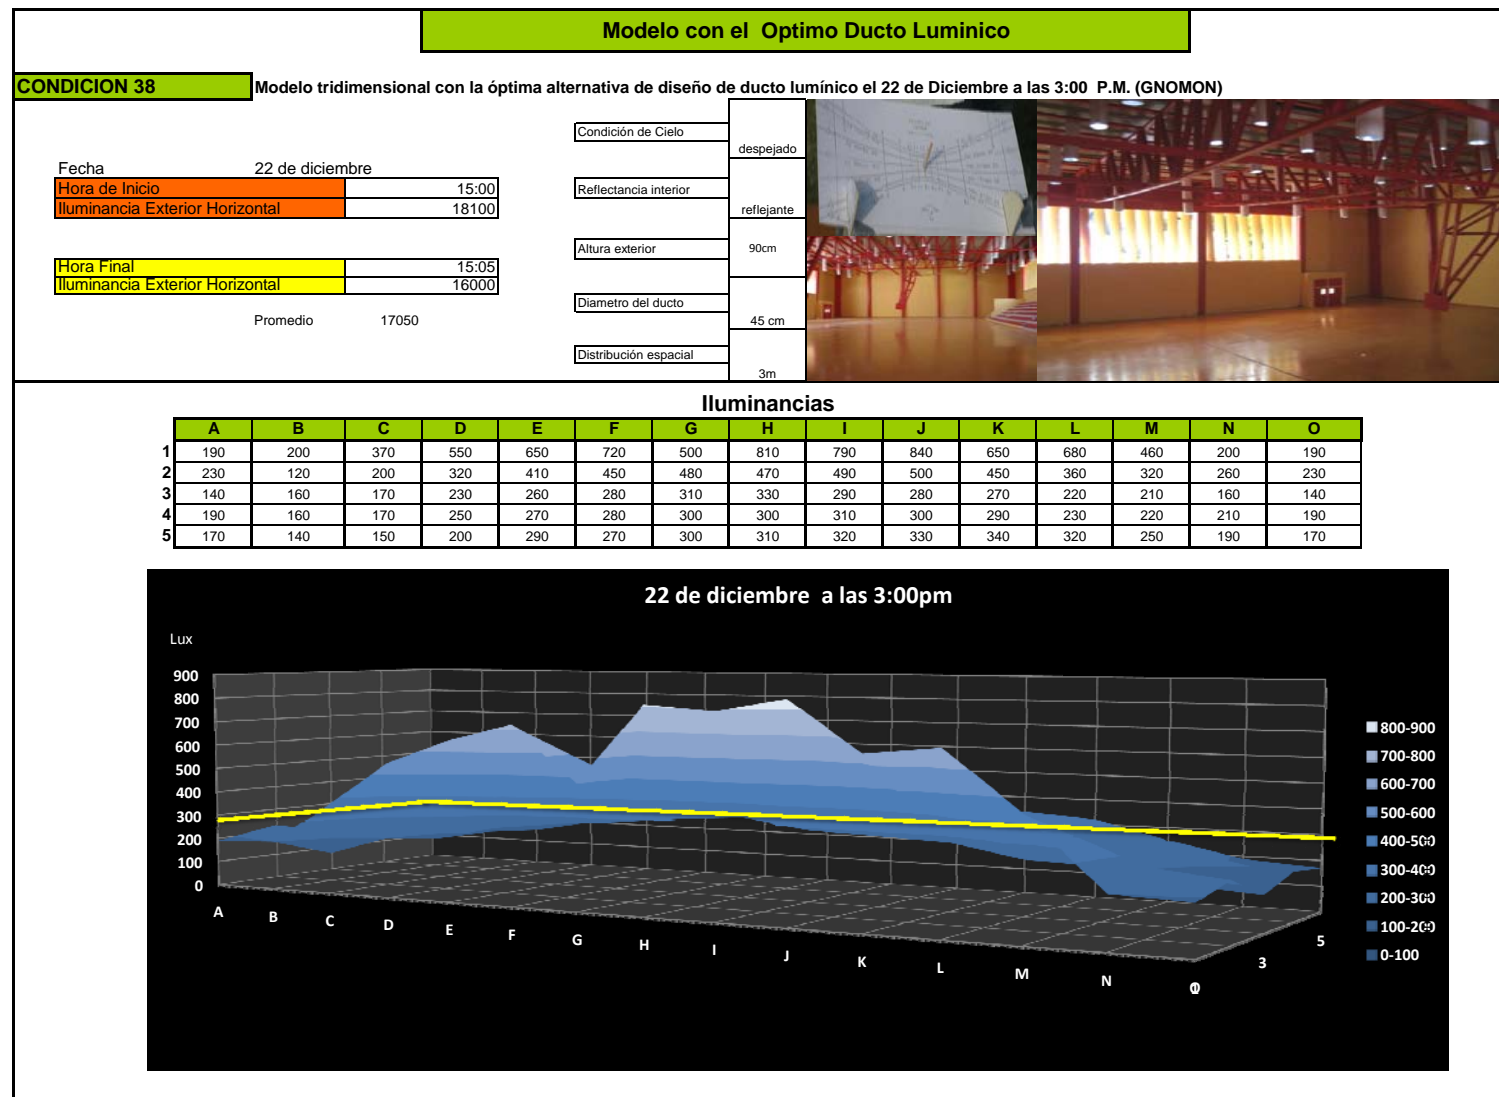 Modelo con el Optimo Ducto Luminico
CONDICION 38 Modelo tridimensional con la óptima alternativa de diseño de ducto lumínico el 22 de Diciembre a las 3:00 P.M. (GNOMON)
Fecha 22 de diciembre
Hora de Inicio 15:00
Iluminancia Exterior Horizontal 18100
Hora Final 15:05
Iluminancia Exterior Horizontal 16000
Promedio 17050
Condición de Cielo despejado
Reflectancia interior reflejante
Altura exterior 90cm
Diametro del ducto 45 cm
Distribución espacial 3m
Iluminancias
A B C D E F G H I J K L M N O
1 190 200 370 550 650 720 500 810 790 840 650 680 460 200 190
2 230 120 200 320 410 450 480 470 490 500 450 360 320 260 230
3 140 160 170 230 260 280 310 330 290 280 270 220 210 160 140
4 190 160 170 250 270 280 300 300 310 300 290 230 220 210 190
5 170 140 150 200 290 270 300 310 320 330 340 320 250 190 170
22 de diciembre a las 3:00pm
Lux
900
800
700
600
500
400
300
200
100
0
A B C D E F G H I J K L M N O
1
3
5
800-900
700-800
600-700
500-600
400-500
300-400
200-300
100-200
0-100